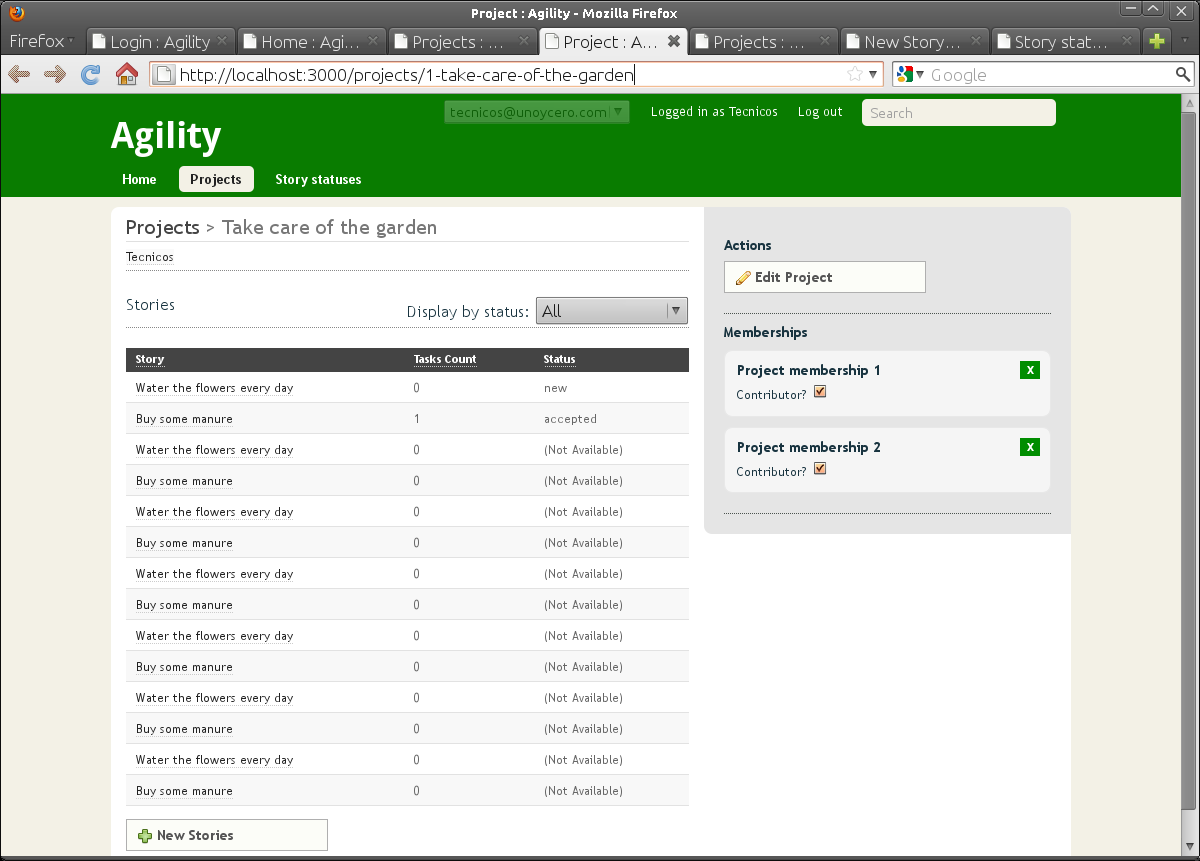 Project : Agility - Mozilla Firefox
Firefox Login : Agility Home : Agi... Projects : ... Project : A... Projects : ... New Story... Story stat...
http://localhost:3000/projects/1-take-care-of-the-garden Google
tecnicos@unoycero.com Logged in as Tecnicos Log out Search
Agility
Home Projects Story statuses
Projects > Take care of the garden
Tecnicos
Stories Display by status: All
Story Tasks Count Status
Water the flowers every day 0 new
Buy some manure 1 accepted
Water the flowers every day 0 (Not Available)
Buy some manure 0 (Not Available)
Water the flowers every day 0 (Not Available)
Buy some manure 0 (Not Available)
Water the flowers every day 0 (Not Available)
Buy some manure 0 (Not Available)
Water the flowers every day 0 (Not Available)
Buy some manure 0 (Not Available)
Water the flowers every day 0 (Not Available)
Buy some manure 0 (Not Available)
Water the flowers every day 0 (Not Available)
Buy some manure 0 (Not Available)
New Stories
Actions
Edit Project
Memberships
Project membership 1 X
Contributor?
Project membership 2 X
Contributor?